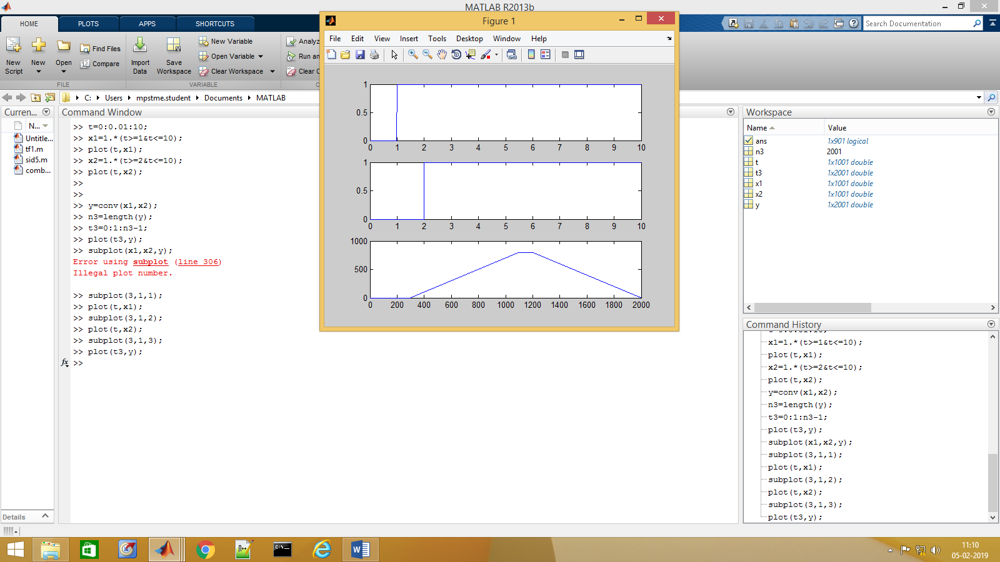 MATLAB R2013b
HOME PLOTS APPS SHORTCUTS
Search Documentation
New Script
New
Open
Find Files
Compare
Import Data
Save Workspace
New Variable
Open Variable
Clear Workspace
Analyz
Run an
Clear C
FILE
VARIABLE
C: Users mpstme.student Documents MATLAB
Curren...
N...
Untitle...
tf1.m
sid5.m
comb...
Details
Command Window
>> t=0:0.01:10;
>> x1=1.*(t>=1&t<=10);
>> plot(t,x1);
>> x2=1.*(t>=2&t<=10);
>> plot(t,x2);
>>
>>
>> y=conv(x1,x2);
>> n3=length(y);
>> t3=0:1:n3-1;
>> plot(t3,y);
>> subplot(x1,x2,y);
Error using subplot (line 306)
Illegal plot number.
>> subplot(3,1,1);
>> plot(t,x1);
>> subplot(3,1,2);
>> plot(t,x2);
>> subplot(3,1,3);
>> plot(t3,y);
fx >>
Figure 1
File Edit View Insert Tools Desktop Window Help
1
0.5
0
0 1 2 3 4 5 6 7 8 9 10
1
0.5
0
0 1 2 3 4 5 6 7 8 9 10
1000
500
0
0 200 400 600 800 1000 1200 1400 1600 1800 2000
Workspace
Name Value
ans 1x901 logical
n3 2001
t 1x1001 double
t3 1x2001 double
x1 1x1001 double
x2 1x1001 double
y 1x2001 double
Command History
x1=1.*(t>=1&t<=10);
plot(t,x1);
x2=1.*(t>=2&t<=10);
plot(t,x2);
y=conv(x1,x2);
n3=length(y);
t3=0:1:n3-1;
plot(t3,y);
subplot(x1,x2,y);
subplot(3,1,1);
plot(t,x1);
subplot(3,1,2);
plot(t,x2);
subplot(3,1,3);
plot(t3,y);
11:10
05-02-2019